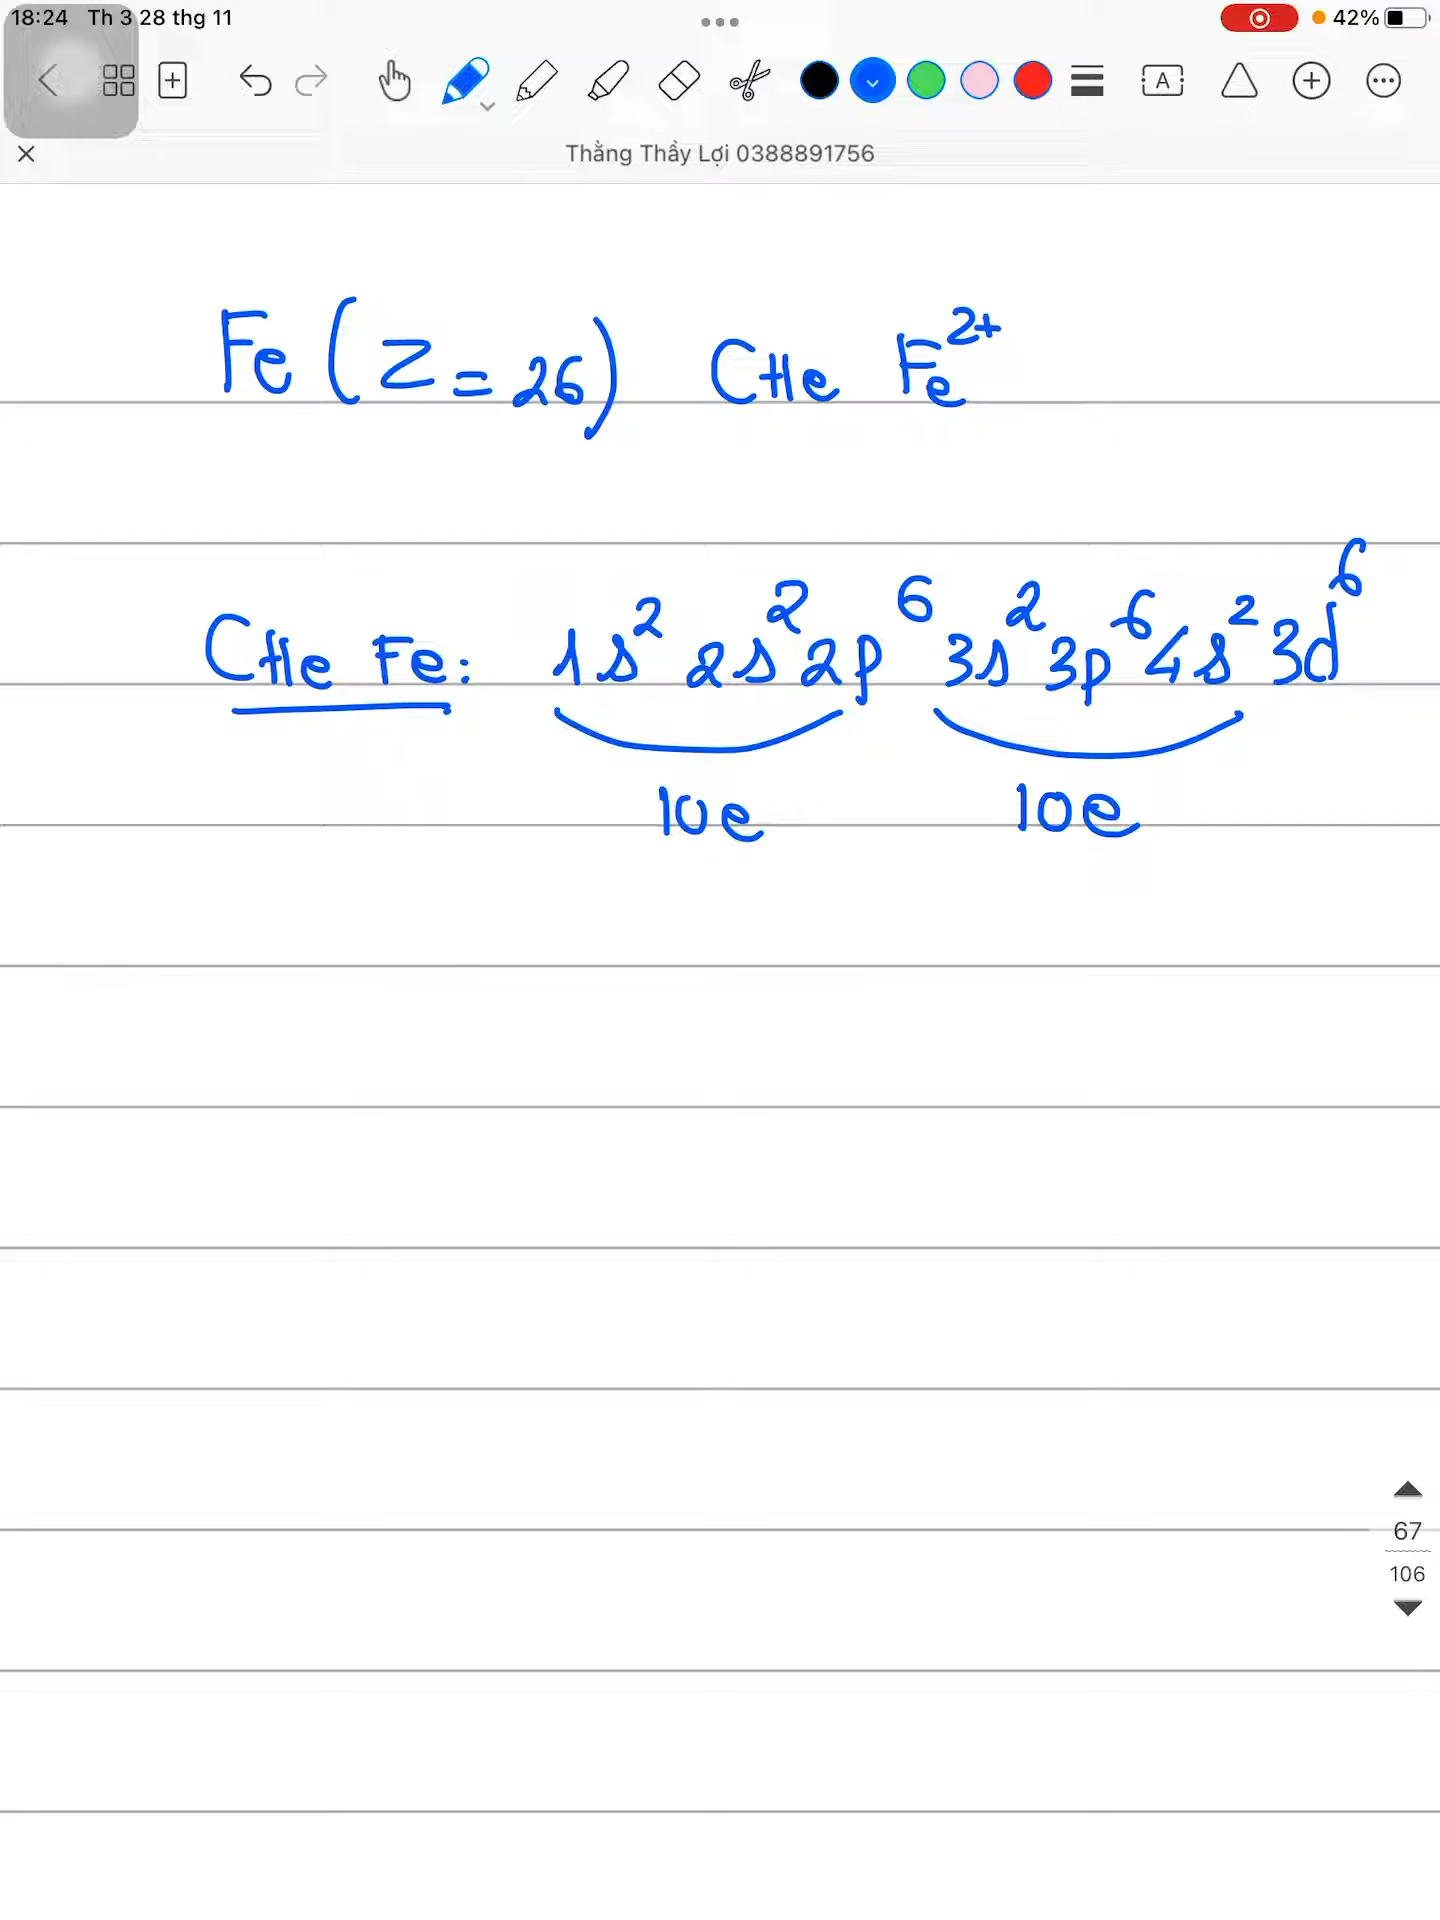 18:24 Th 3 28 thg 11 42%
A
Thằng Thầy Lợi 0388891756
Fe (Z = 26) CHe Fe²⁺
CHe Fe: 1s² 2s² 2p⁶ 3s² 3p⁶ 4s² 3d⁶
10e 10e
67
106